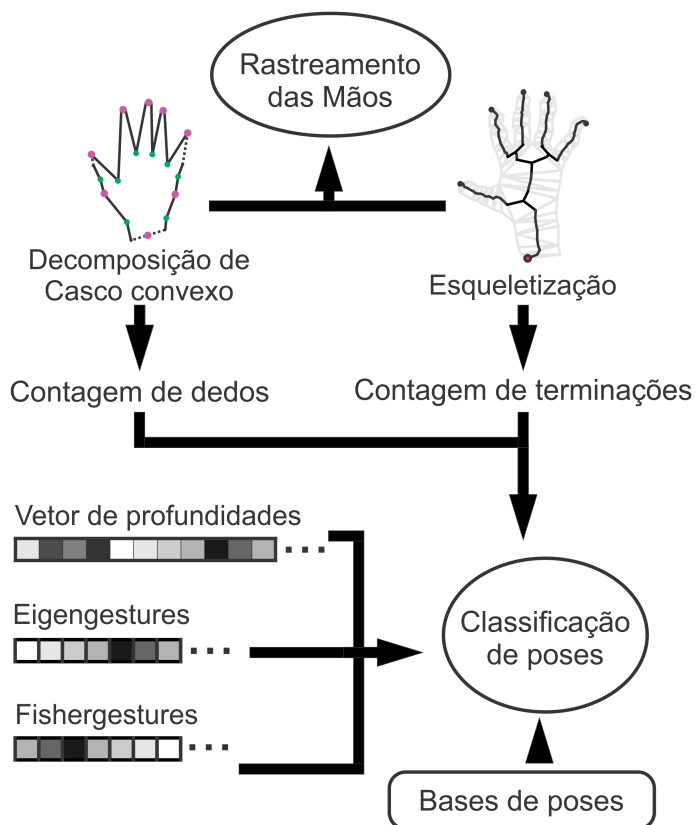 Rastreamento
das Mãos
Decomposição de
Casco convexo
Esqueletização
Contagem de dedos
Contagem de terminações
Vetor de profundidades
Eigengestures
Fishergestures
Classificação
de poses
Bases de poses